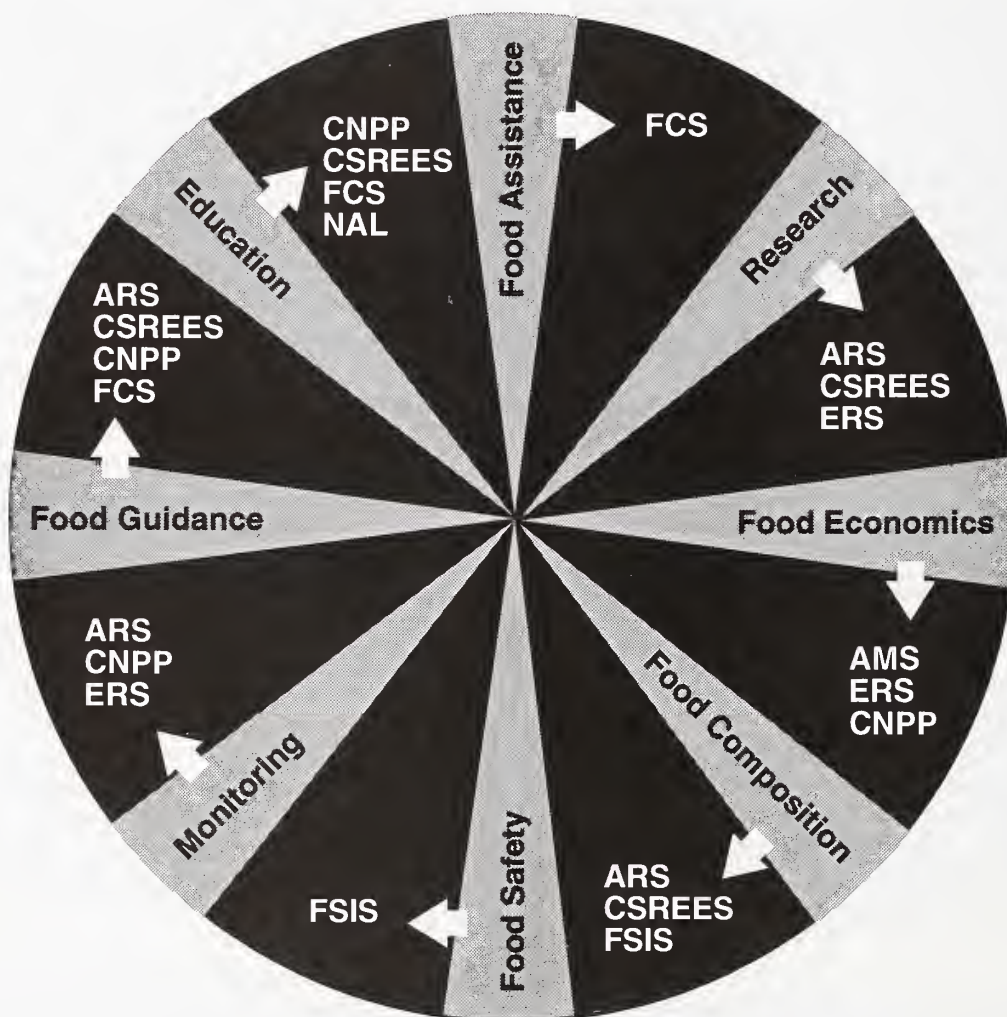 Food Assistance
FCS
Research
ARS
CSREES
ERS
Food Economics
AMS
ERS
CNPP
Food Composition
ARS
CSREES
FSIS
Food Safety
FSIS
Monitoring
ARS
CNPP
ERS
Food Guidance
ARS
CSREES
CNPP
FCS
Education
CNPP
CSREES
FCS
NAL